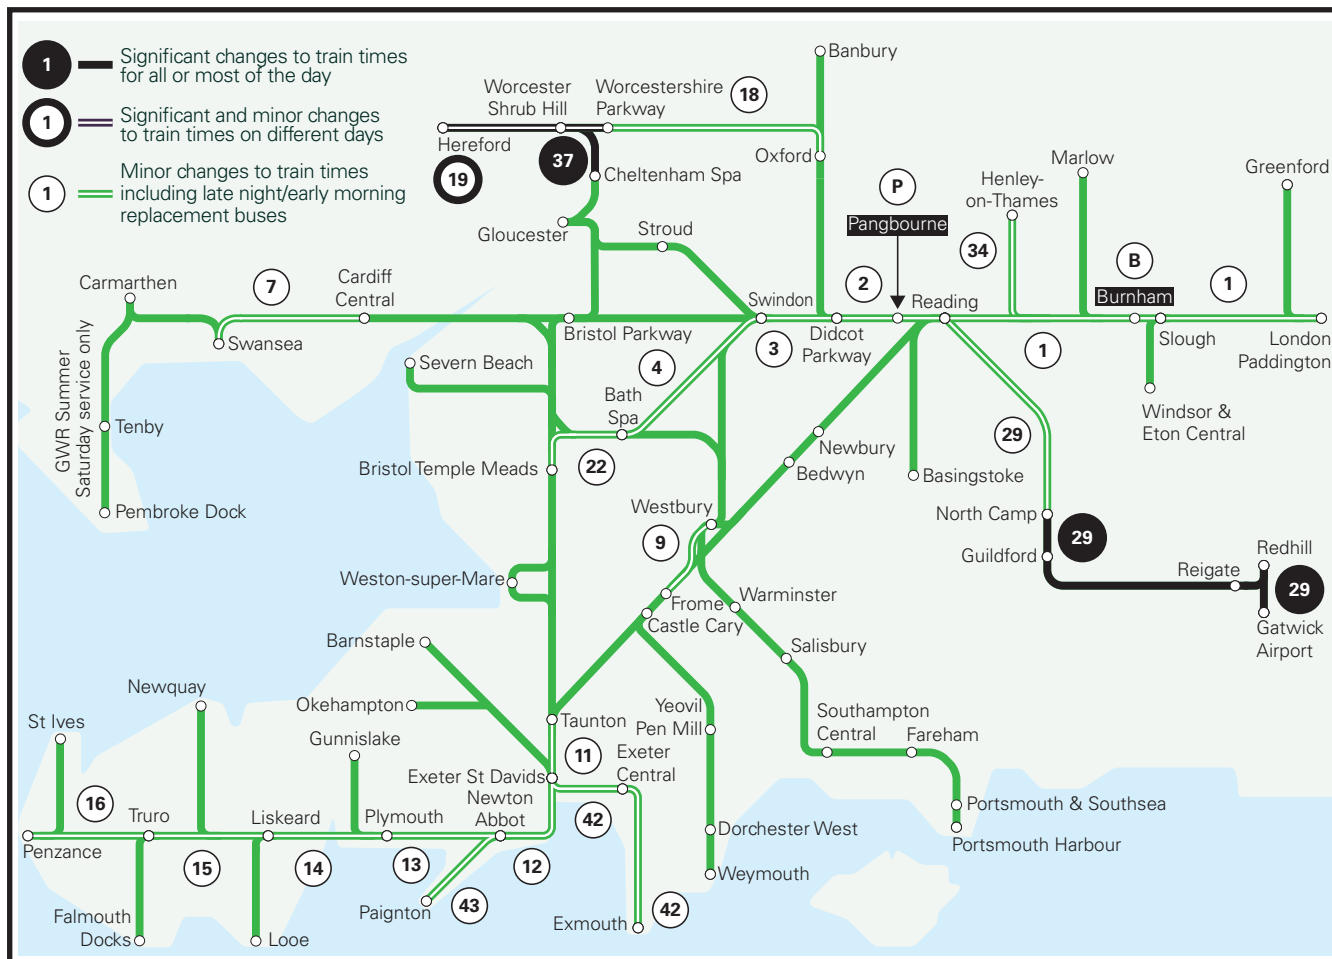 1
Significant changes to train times
for all or most of the day
1
Significant and minor changes
to train times on different days
1
Minor changes to train times
including late night/early morning
replacement buses
Banbury
Worcester
Shrub Hill
Worcestershire
Parkway
18
Hereford
19
37
Cheltenham Spa
Oxford
Marlow
Greenford
P
Pangbourne
Henley-
on-Thames
34
Gloucester
Stroud
B
Burnham
1
Carmarthen
7
Cardiff
Central
2
Swindon
Reading
Bristol Parkway
Didcot
Parkway
3
1
Slough
London
Paddington
Swansea
Severn Beach
4
Bath
Spa
Windsor &
Eton Central
GWR Summer
Saturday service only
Tenby
Newbury
Bedwyn
29
Bristol Temple Meads
22
Basingstoke
Pembroke Dock
Westbury
North Camp
9
Guildford
29
Redhill
Reigate
29
Weston-super-Mare
Frome
Castle Cary
Warminster
Gatwick
Airport
Barnstaple
Salisbury
Newquay
Okehampton
St Ives
Gunnislake
Taunton
Yeovil
Pen Mill
Southampton
Central
Fareham
11
Exeter
Central
Exeter St Davids
Newton
Abbot
16
Truro
Liskeard
Plymouth
42
Portsmouth & Southsea
Penzance
Dorchester West
Portsmouth Harbour
15
14
13
12
Weymouth
Falmouth
Docks
Looe
Paignton
43
Exmouth
42